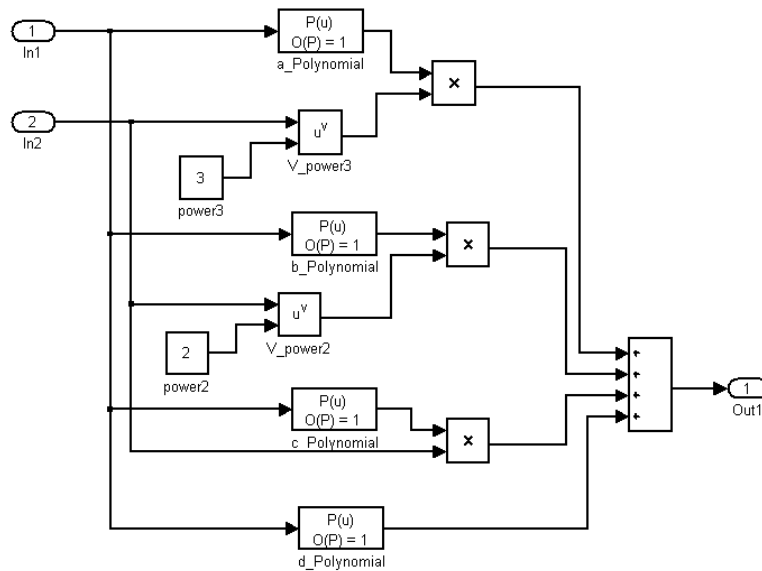 1
In1
P(u)
O(P) = 1
a_Polynomial
×
2
In2
u^v
V_power3
3
power3
P(u)
O(P) = 1
b_Polynomial
×
u^v
V_power2
2
power2
P(u)
O(P) = 1
c_Polynomial
×
+
+
+
+
1
Out1
P(u)
O(P) = 1
d_Polynomial